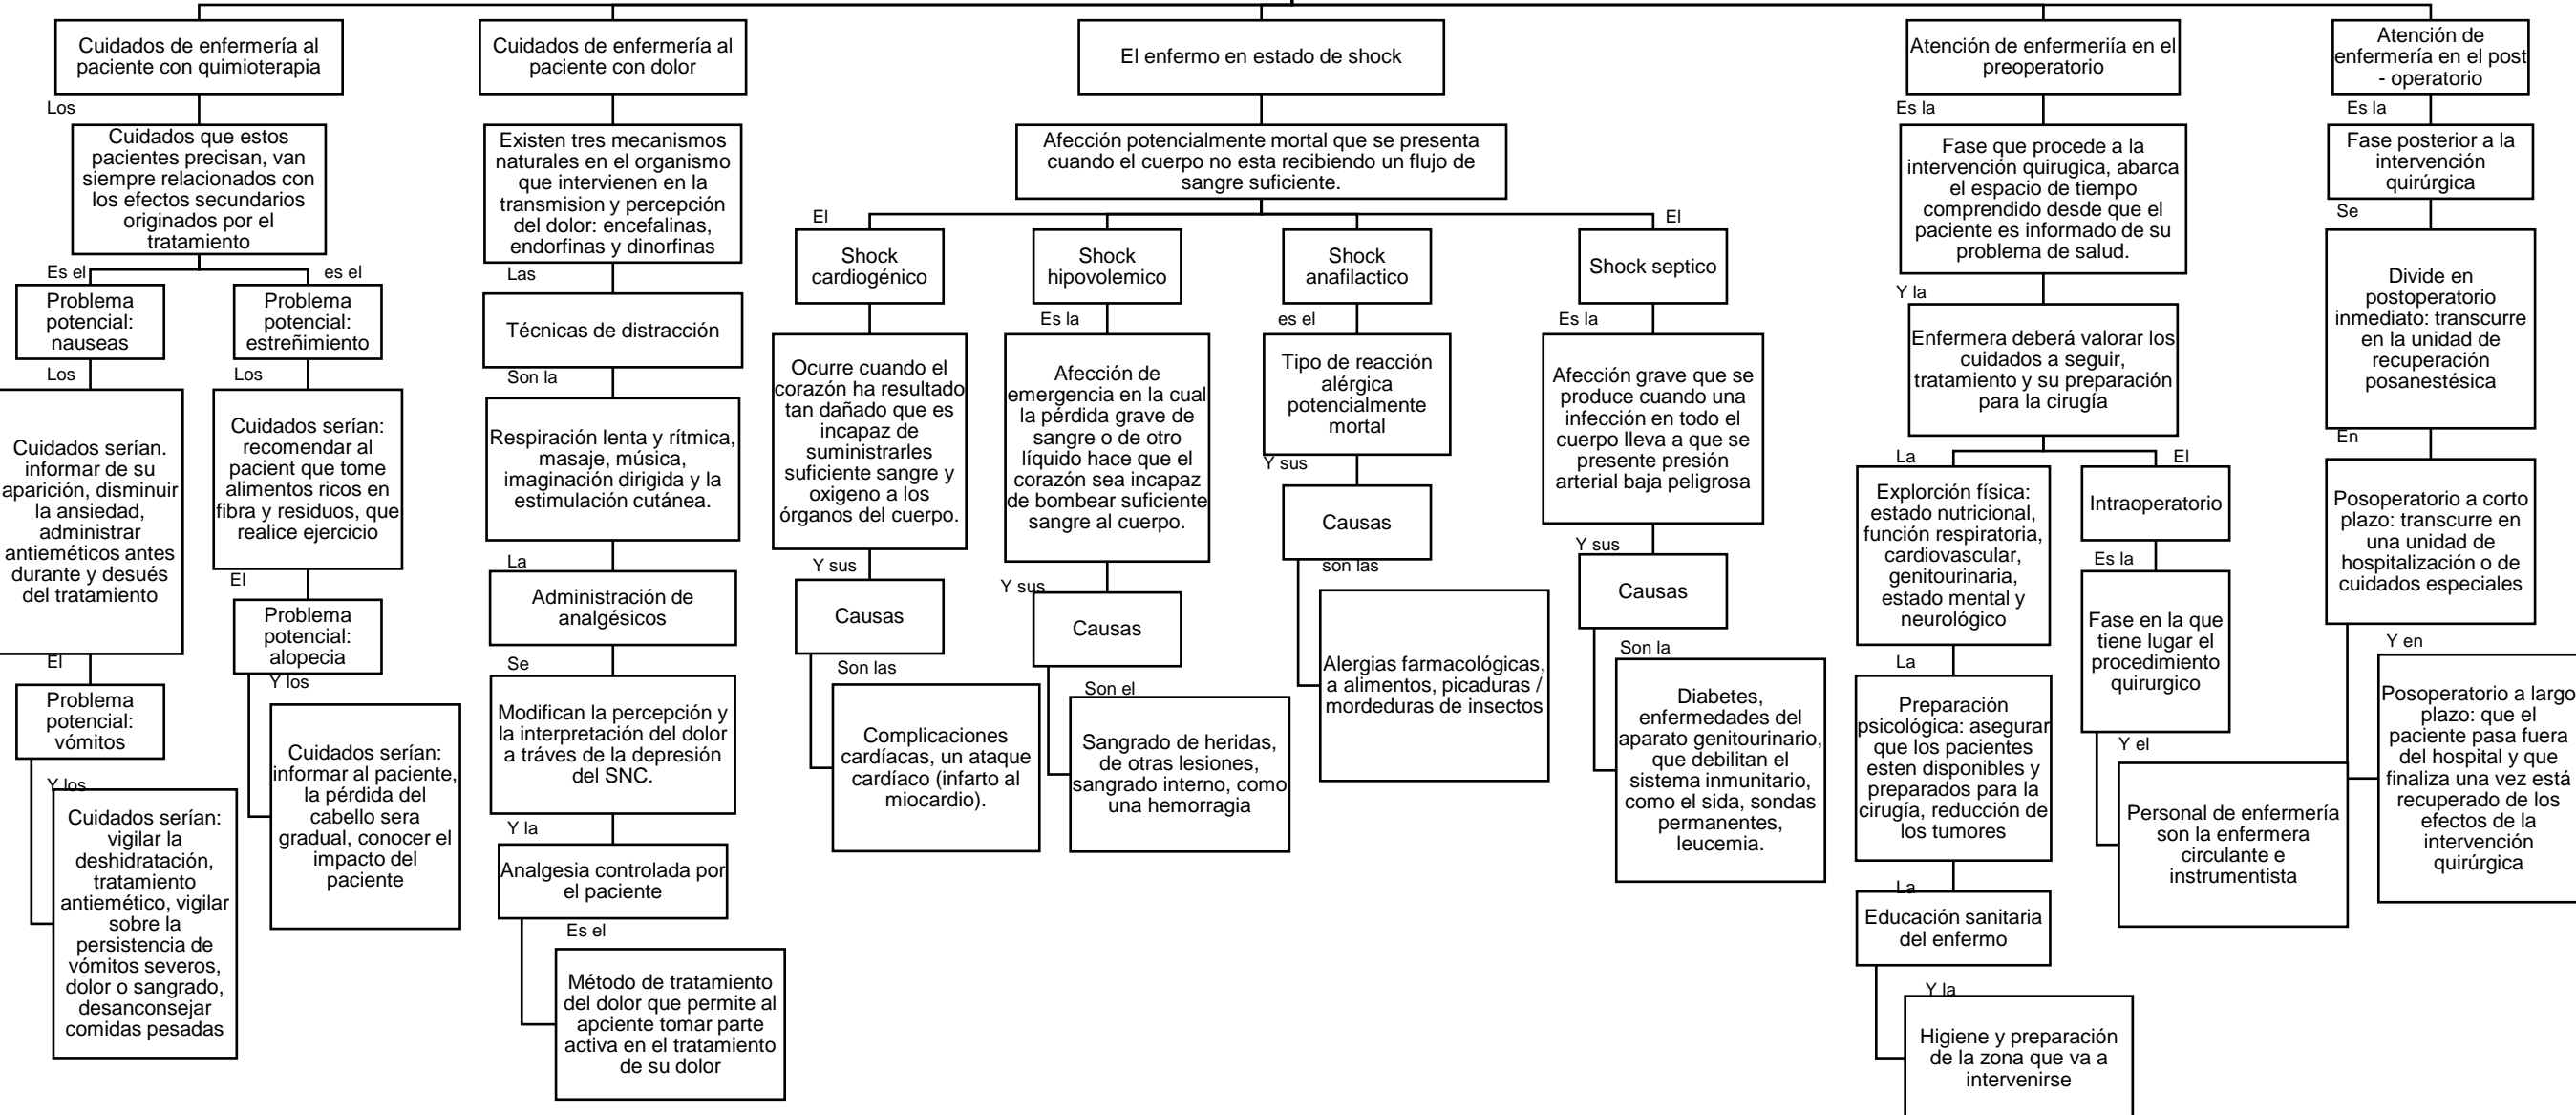 Cuidados de enfermería al
paciente con quimioterapia
Los
Cuidados que estos
pacientes precisan, van
siempre relacionados con
los efectos secundarios
originados por el
tratamiento
Es el
Problema
potencial:
nauseas
Los
Cuidados serían.
informar de su
aparición, disminuir
la ansiedad,
administrar
antieméticos antes
durante y desués
del tratamiento
El
Problema
potencial:
vómitos
Y los
Cuidados serían:
vigilar la
deshidratación,
tratamiento
antiemético, vigilar
sobre la
persistencia de
vómitos severos,
dolor o sangrado,
desanconsejar
comidas pesadas
es el
Problema
potencial:
estreñimiento
Los
Cuidados serían:
recomendar al
pacient que tome
alimentos ricos en
fibra y residuos, que
realice ejercicio
El
Problema
potencial:
alopecia
Y los
Cuidados serían:
informar al paciente,
la pérdida del
cabello sera
gradual, conocer el
impacto del
paciente
Cuidados de enfermería al
paciente con dolor
Existen tres mecanismos
naturales en el organismo
que intervienen en la
transmision y percepción
del dolor: encefalinas,
endorfinas y dinorfinas
Las
Técnicas de distracción
Son la
Respiración lenta y rítmica,
masaje, música,
imaginación dirigida y la
estimulación cutánea.
La
Administración de
analgésicos
Se
Modifican la percepción y
la interpretación del dolor
a tráves de la depresión
del SNC.
Y la
Analgesia controlada por
el paciente
Es el
Método de tratamiento
del dolor que permite al
apciente tomar parte
activa en el tratamiento
de su dolor
El enfermo en estado de shock
Afección potencialmente mortal que se presenta
cuando el cuerpo no esta recibiendo un flujo de
sangre suficiente.
El
Shock
cardiogénico
Ocurre cuando el
corazón ha resultado
tan dañado que es
incapaz de
suministrarles
suficiente sangre y
oxigeno a los
órganos del cuerpo.
Y sus
Causas
Son las
Complicaciones
cardíacas, un ataque
cardíaco (infarto al
miocardio).
Shock
hipovolemico
Es la
Afección de
emergencia en la cual
la pérdida grave de
sangre o de otro
líquido hace que el
corazón sea incapaz
de bombear suficiente
sangre al cuerpo.
Y sus
Causas
Son el
Sangrado de heridas,
de otras lesiones,
sangrado interno, como
una hemorragia
Shock
anafilactico
es el
Tipo de reacción
alérgica
potencialmente
mortal
Y sus
Causas
son las
Alergias farmacológicas,
a alimentos, picaduras /
mordeduras de insectos
El
Shock septico
Es la
Afección grave que se
produce cuando una
infección en todo el
cuerpo lleva a que se
presente presión
arterial baja peligrosa
Y sus
Causas
Son la
Diabetes,
enfermedades del
aparato genitourinario,
que debilitan el
sistema inmunitario,
como el sida, sondas
permanentes,
leucemia.
Atención de enfermeriía en el
preoperatorio
Es la
Fase que procede a la
intervención quirugica, abarca
el espacio de tiempo
comprendido desde que el
paciente es informado de su
problema de salud.
Y la
Enfermera deberá valorar los
cuidados a seguir,
tratamiento y su preparación
para la cirugía
La
Explorción física:
estado nutricional,
función respiratoria,
cardiovascular,
genitourinaria,
estado mental y
neurológico
La
Preparación
psicológica: asegurar
que los pacientes
esten disponibles y
preparados para la
cirugía, reducción de
los tumores
La
Educación sanitaria
del enfermo
Y la
Higiene y preparación
de la zona que va a
intervenirse
El
Intraoperatorio
Es la
Fase en la que
tiene lugar el
procedimiento
quirurgico
Y el
Personal de enfermería
son la enfermera
circulante e
instrumentista
Atención de
enfermería en el post
- operatorio
Es la
Fase posterior a la
intervención
quirúrgica
Se
Divide en
postoperatorio
inmediato: transcurre
en la unidad de
recuperación
posanestésica
En
Posoperatorio a corto
plazo: transcurre en
una unidad de
hospitalización o de
cuidados especiales
Y en
Posoperatorio a largo
plazo: que el
paciente pasa fuera
del hospital y que
finaliza una vez está
recuperado de los
efectos de la
intervención
quirúrgica